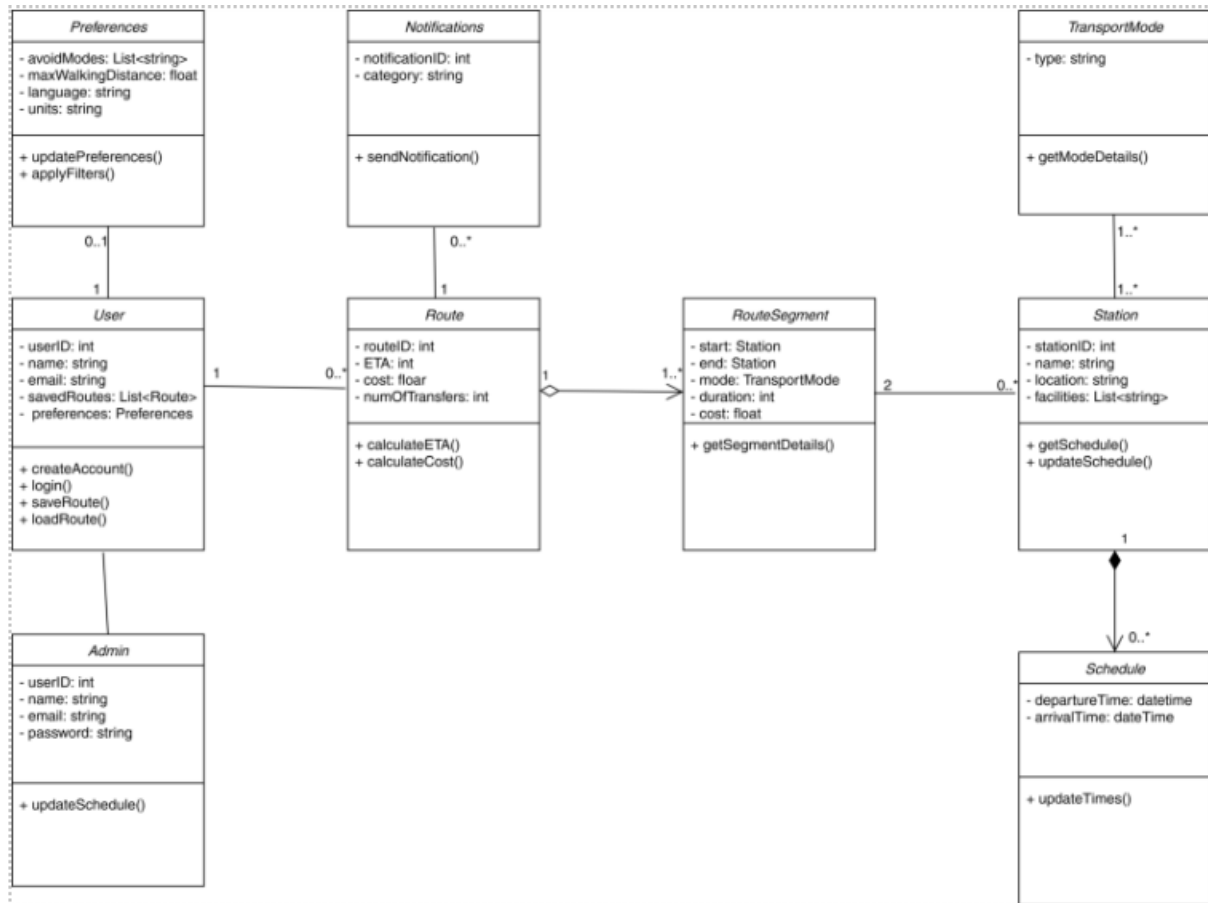 Preferences
- avoidModes: List<string>
- maxWalkingDistance: float
- language: string
- units: string
+ updatePreferences()
+ applyFilters()
Notifications
- notificationID: int
- category: string
+ sendNotification()
TransportMode
- type: string
+ getModeDetails()
0..1
1
0..*
1
1..*
1..*
User
- userID: int
- name: string
- email: string
- savedRoutes: List<Route>
- preferences: Preferences
+ createAccount()
+ login()
+ saveRoute()
+ loadRoute()
1
0..*
Route
- routeID: int
- ETA: int
- cost: floar
- numOfTransfers: int
+ calculateETA()
+ calculateCost()
1
1..*
RouteSegment
- start: Station
- end: Station
- mode: TransportMode
- duration: int
- cost: float
+ getSegmentDetails()
2
0..*
Station
- stationID: int
- name: string
- location: string
- facilities: List<string>
+ getSchedule()
+ updateSchedule()
1
0..*
Admin
- userID: int
- name: string
- email: string
- password: string
+ updateSchedule()
Schedule
- departureTime: datetime
- arrivalTime: dateTime
+ updateTimes()